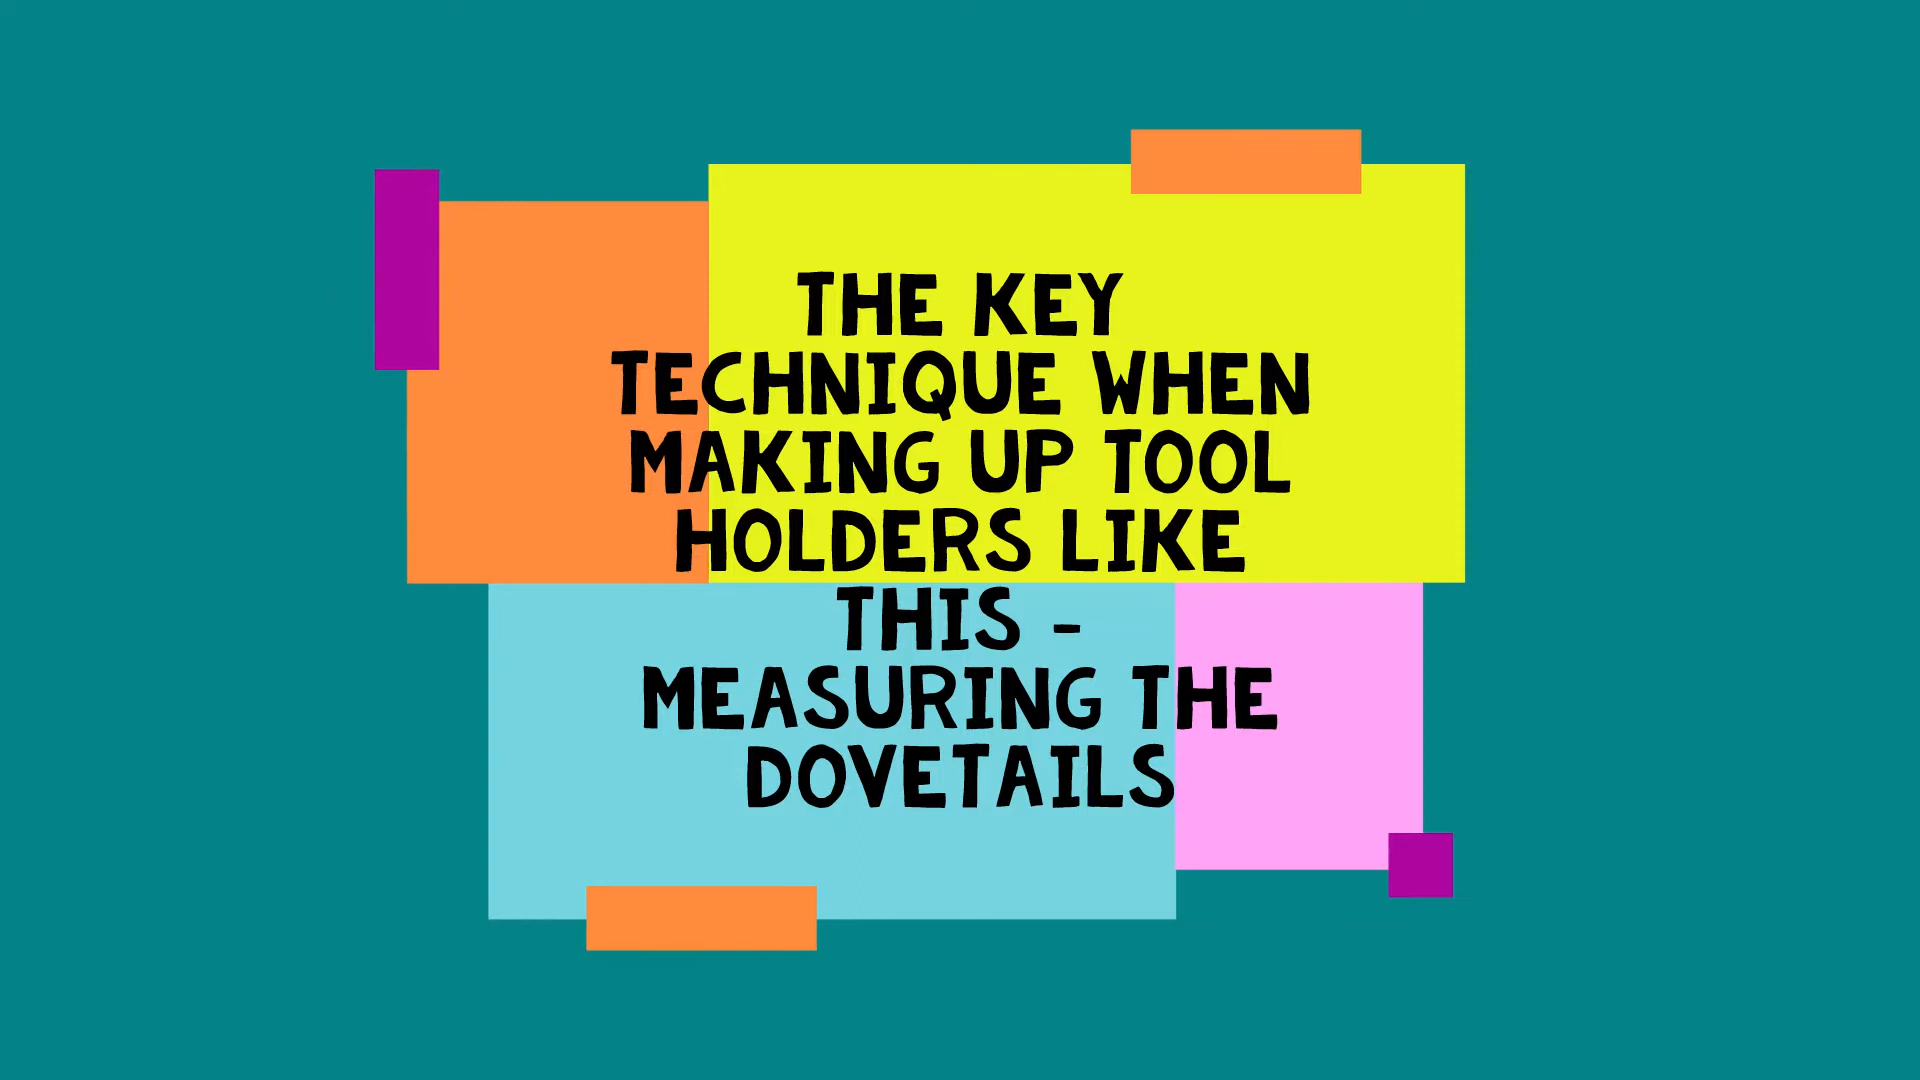 THE KEY
TECHNIQUE WHEN
MAKING UP TOOL
HOLDERS LIKE
THIS -
MEASURING THE
DOVETAILS